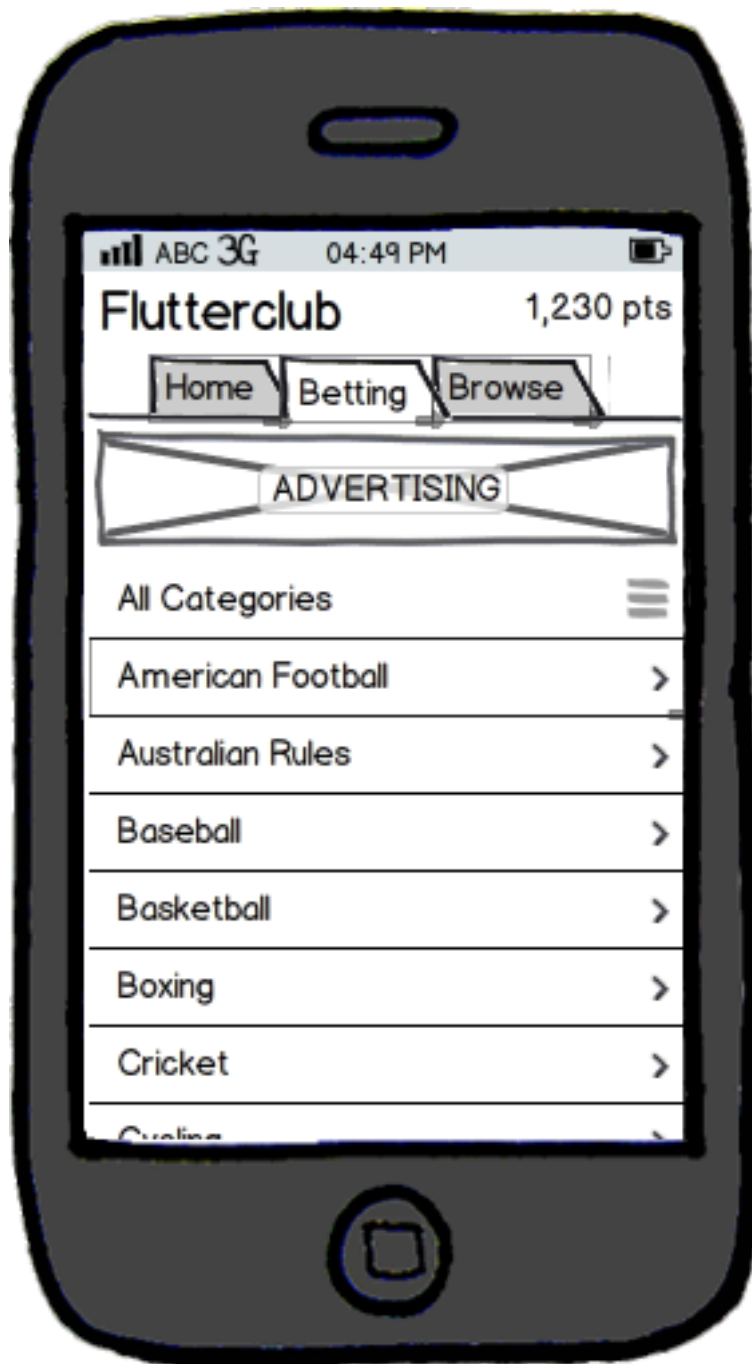 ABC 3G 04:49 PM
Flutterclub 1,230 pts
Home Betting Browse
ADVERTISING
All Categories
American Football
Australian Rules
Baseball
Basketball
Boxing
Cricket
Cycling